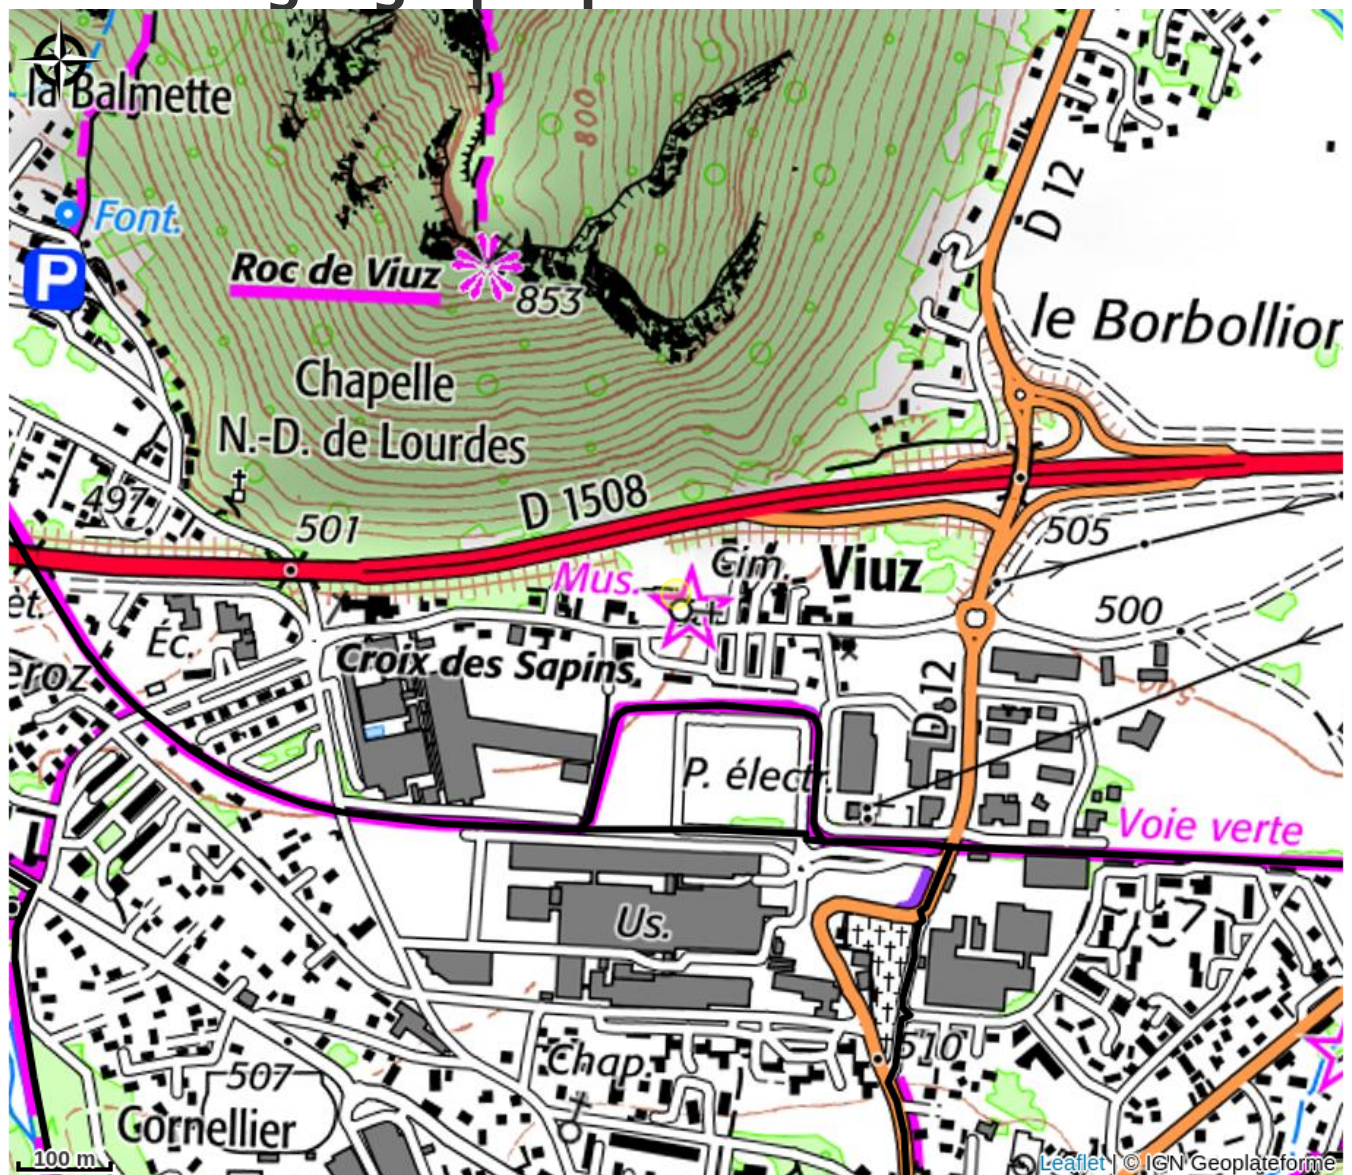 la Balmette
800
D 12
Font.
P
Roc de Viuz
853
le Borbollior
Chapelle
N.-D. de Lourdes
497
501
D 1508
505
Mus.
Cim.
Viuz
500
Éc.
eroz
Croix des Sapins
D 12
500
P. électr.
Voie verte
Us.
510
Chap.
507
Cornellier
100 m
Leaflet | © IGN Geoplateforme